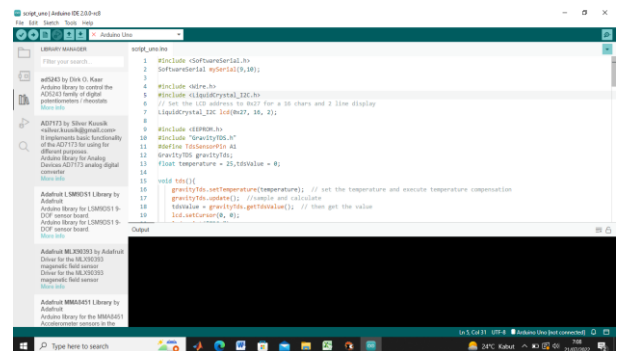 script_uno | Arduino IDE 2.0.0-rc8
File Edit Sketch Tools Help
Arduino Uno
LIBRARY MANAGER
Filter your search...
ad5243 by Dirk O. Kaar
Arduino library to control the
AD5243 family of digital
potentiometers / rheostats
More info
AD7173 by Silver Kuusik
<silver.kuusik@gmail.com>
It implements basic functionality
of the AD7173 for using for
different purposes.
Arduino library for Analog
Devices AD7173 analog digital
converter
More info
Adafruit LSM9DS1 Library by
Adafruit
Arduino library for LSM9DS1 9-
DOF sensor board
Arduino library for LSM9DS1 9-
DOF sensor board
More info
Adafruit MLX90393 by Adafruit
Driver for the MLX90393
magenetic field sensor
Driver for the MLX90393
magenetic field sensor
More info
Adafruit MMA8451 Library by
Adafruit
Arduino library for the MMA8451
Accelerometer sensors in the
script_uno.ino
1 #include <SoftwareSerial.h>
2 SoftwareSerial mySerial(9,10);
3
4 #include <Wire.h>
5 #include <LiquidCrystal_I2C.h>
6 // Set the LCD address to 0x27 for a 16 chars and 2 line display
7 LiquidCrystal_I2C lcd(0x27, 16, 2);
8
9 #include <EEPROM.h>
10 #include "GravityTDS.h"
11 #define TdsSensorPin A1
12 GravityTDS gravityTds;
13 float temperature = 25,tdsValue = 0;
14
15 void tds(){
16 gravityTds.setTemperature(temperature); // set the temperature and execute temperature compensation
17 gravityTds.update(); //sample and calculate
18 tdsValue = gravityTds.getTdsValue(); // then get the value
19 lcd.setCursor(0, 0);
Output
Ln 5, Col 31 UTF-8 Arduino Uno [not connected]
Type here to search
24°C Kabut
7:08